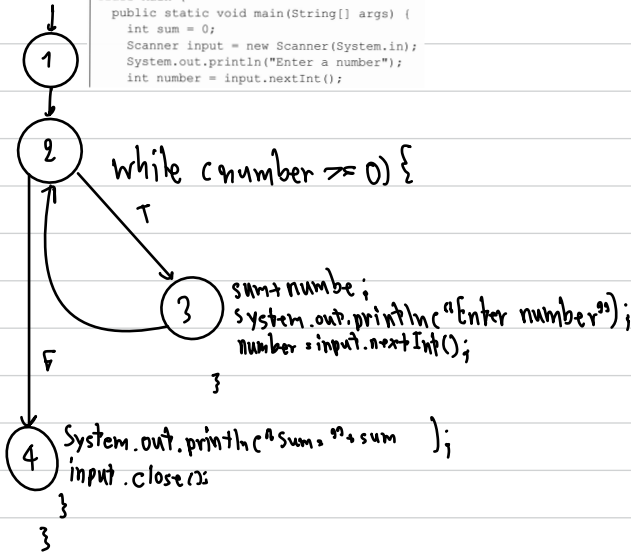 public static void main(String[] args) {
int sum = 0;
Scanner input = new Scanner(System.in);
System.out.println("Enter a number");
int number = input.nextInt();
1
2
while (number >= 0) {
T
3
sum+numbe;
System.out.println("Enter number");
number = input.nextInt();
}
F
4
System.out.println("Sum= "+sum );
input.close();
}
}